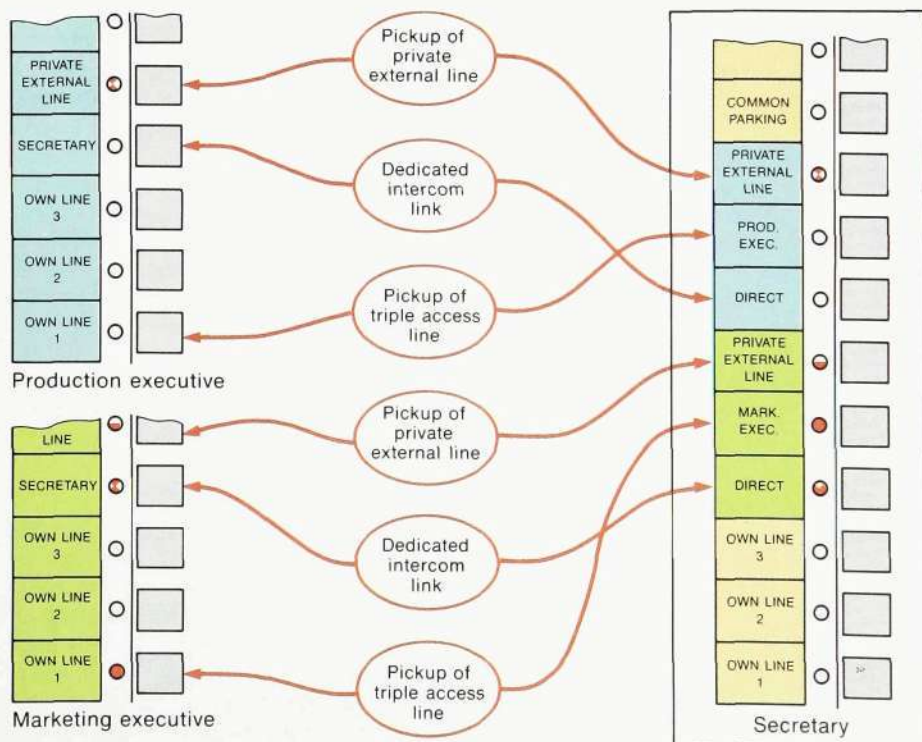 PRIVATE
EXTERNAL
LINE
SECRETARY
OWN LINE
3
OWN LINE
2
OWN LINE
1
Production executive
LINE
SECRETARY
OWN LINE
3
OWN LINE
2
OWN LINE
1
Marketing executive
Pickup of
private
external line
Dedicated
intercom
link
Pickup of
triple access
line
Pickup of
private
external line
Dedicated
intercom
link
Pickup of
triple access
line
COMMON
PARKING
PRIVATE
EXTERNAL
LINE
PROD.
EXEC.
DIRECT
PRIVATE
EXTERNAL
LINE
MARK.
EXEC.
DIRECT
OWN LINE
3
OWN LINE
2
OWN LINE
1
Secretary